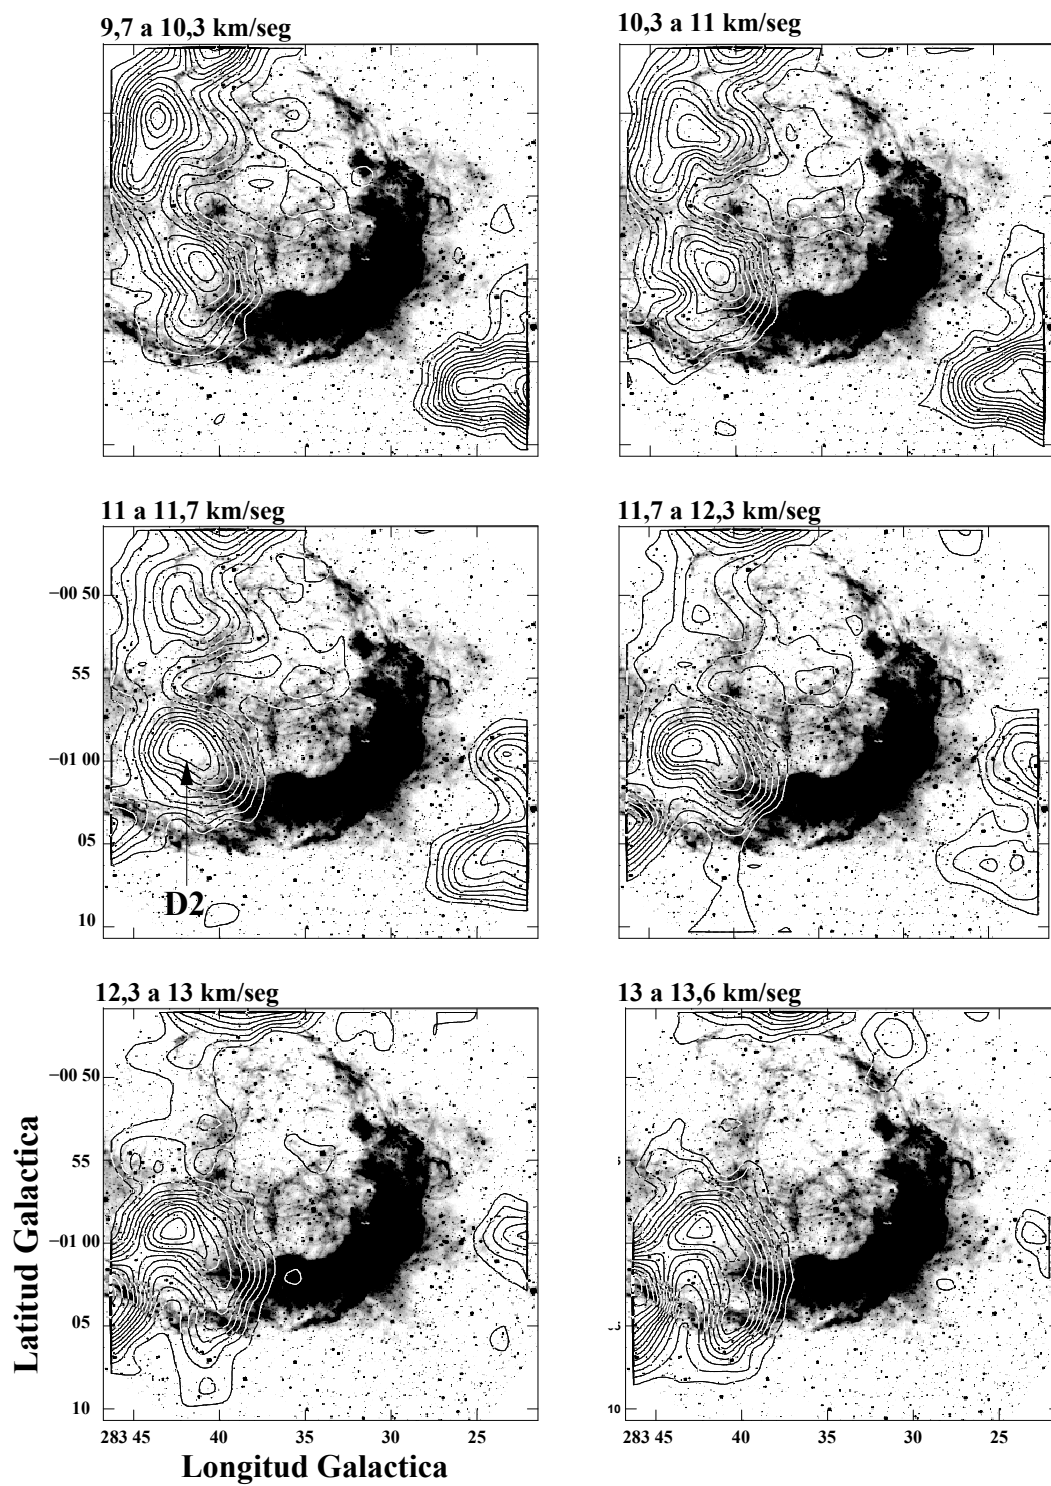 9,7 a 10,3 km/seg
10,3 a 11 km/seg
11 a 11,7 km/seg
11,7 a 12,3 km/seg
−00 50
55
−01 00
05
10
D2
12,3 a 13 km/seg
13 a 13,6 km/seg
−00 50
55
−01 00
05
10
10
Latitud Galactica
283 45 40 35 30 25
283 45 40 35 30 25
Longitud Galactica